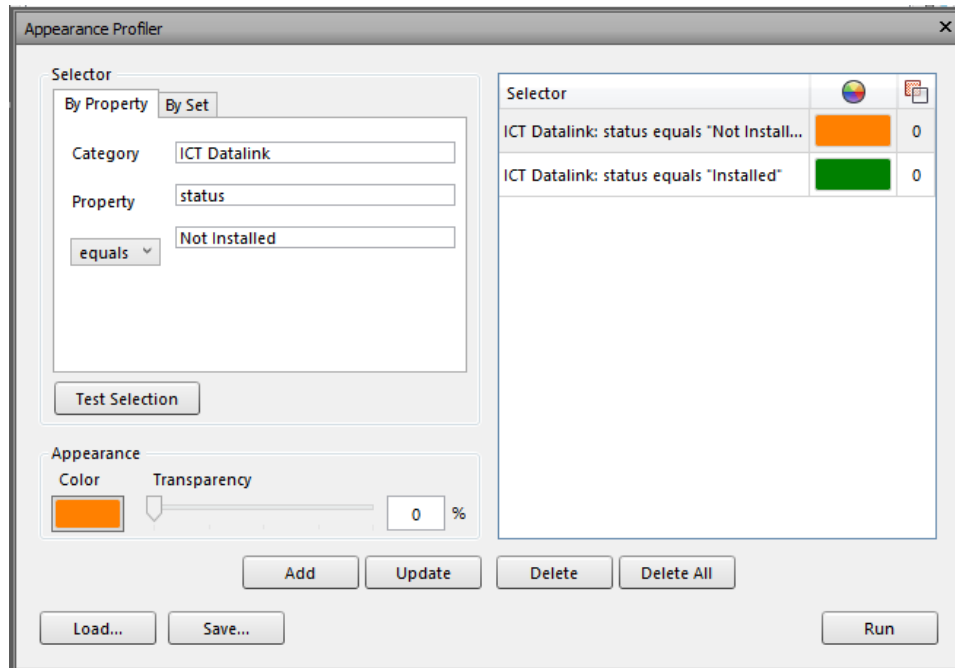 Appearance Profiler
Selector
By Property By Set
Category ICT Datalink
Property status
equals Not Installed
Test Selection
Appearance
Color Transparency
0 %
Selector
ICT Datalink: status equals "Not Install... 0
ICT Datalink: status equals "Installed" 0
Add Update Delete Delete All
Load... Save... Run